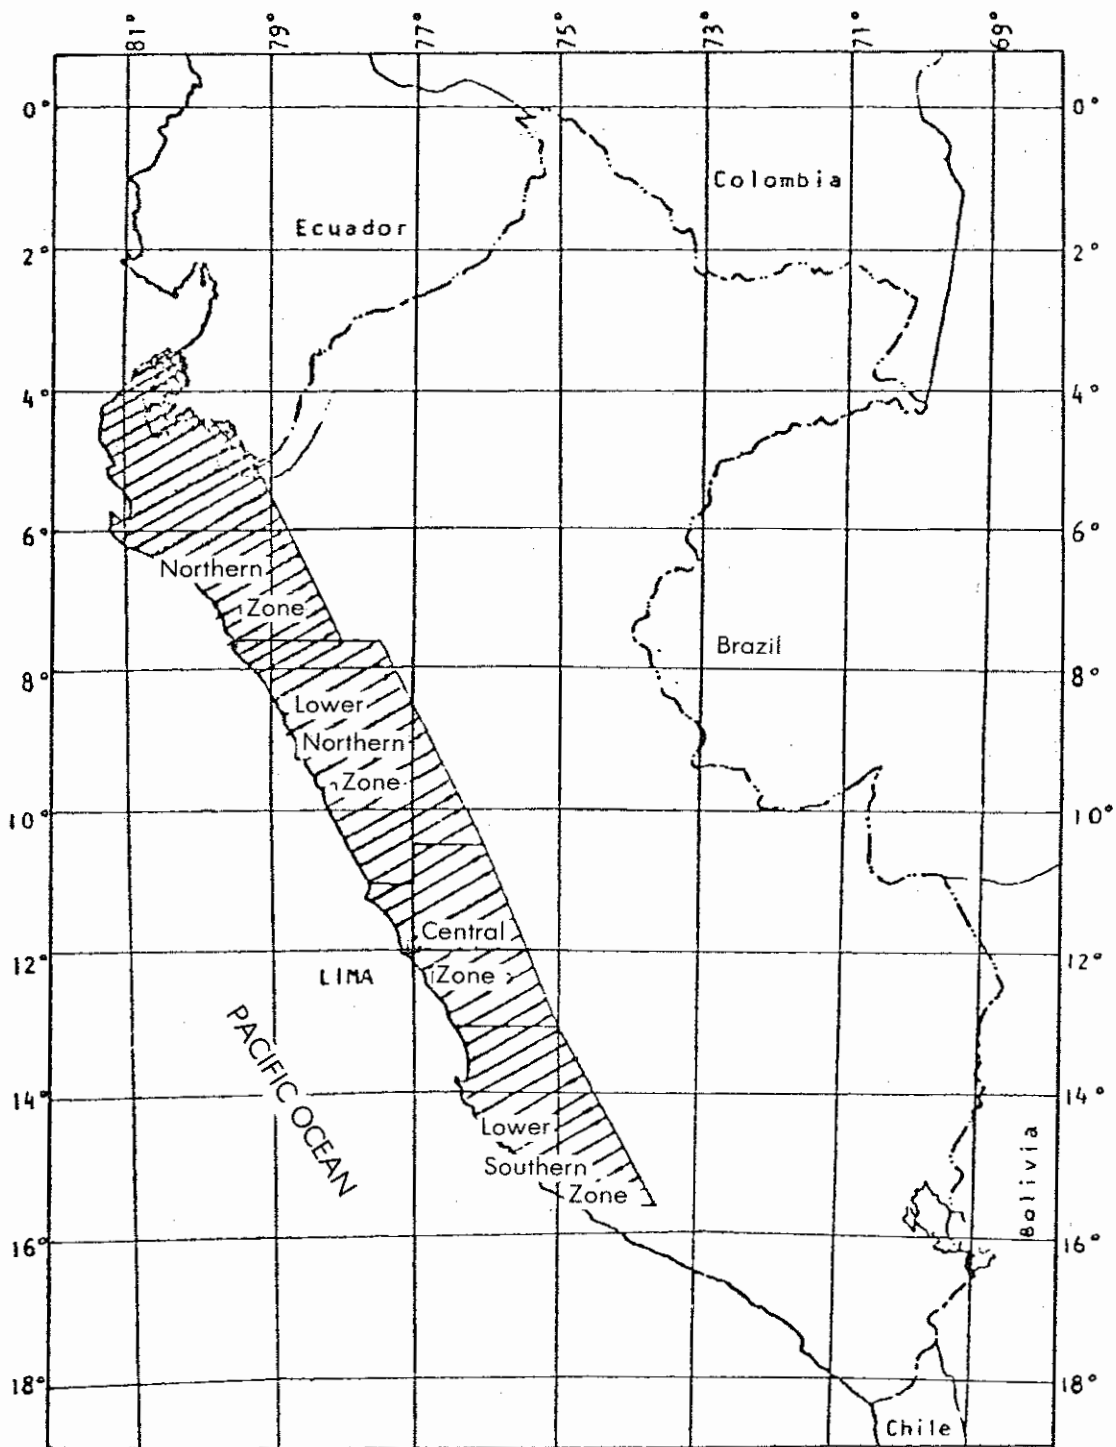 81° 79° 77° 75° 73° 71° 69°
0° 0°
Colombia
Ecuador
2° 2°
4° 4°
6° 6°
Northern
Zone
Brazil
8° 8°
Lower
Northern
Zone
10° 10°
Central
12° 12°
LIMA Zone
PACIFIC OCEAN
14° 14°
Lower
Southern
Zone
Bolivia
16° 16°
18° 18°
Chile